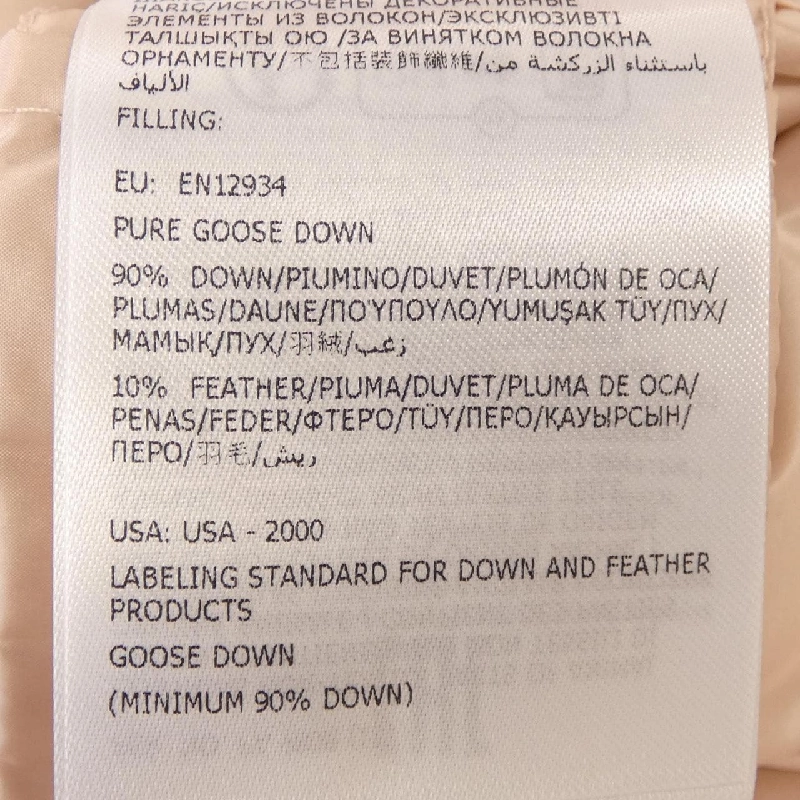 HARİÇ/ИСКЛЮЧЕНЫ ДЕКОРАТИВНЫЕ
ЭЛЕМЕНТЫ ИЗ ВОЛОКОН/ЭКСКЛЮЗИВТІ
ТАЛШЫҚТЫ ОЮ /ЗА ВИНЯТКОМ ВОЛОКНА
ОРНАМЕНТУ/不包括裝飾纖維/باستثناء الزركشة من
الألياف
FILLING:
EU: EN12934
PURE GOOSE DOWN
90% DOWN/PIUMINO/DUVET/PLUMÓN DE OCA/
PLUMAS/DAUNE/ΠΟΎΠΟΥΛΟ/YUMUŞAK TÜY/ПУХ/
МАМЫҚ/ПУХ/羽絨/زغب
10% FEATHER/PIUMA/DUVET/PLUMA DE OCA/
PENAS/FEDER/ΦΤΕΡΌ/TÜY/ПЕРО/ҚАУЫРСЫН/
ПЕРО/羽毛/ريش
USA: USA - 2000
LABELING STANDARD FOR DOWN AND FEATHER
PRODUCTS
GOOSE DOWN
(MINIMUM 90% DOWN)